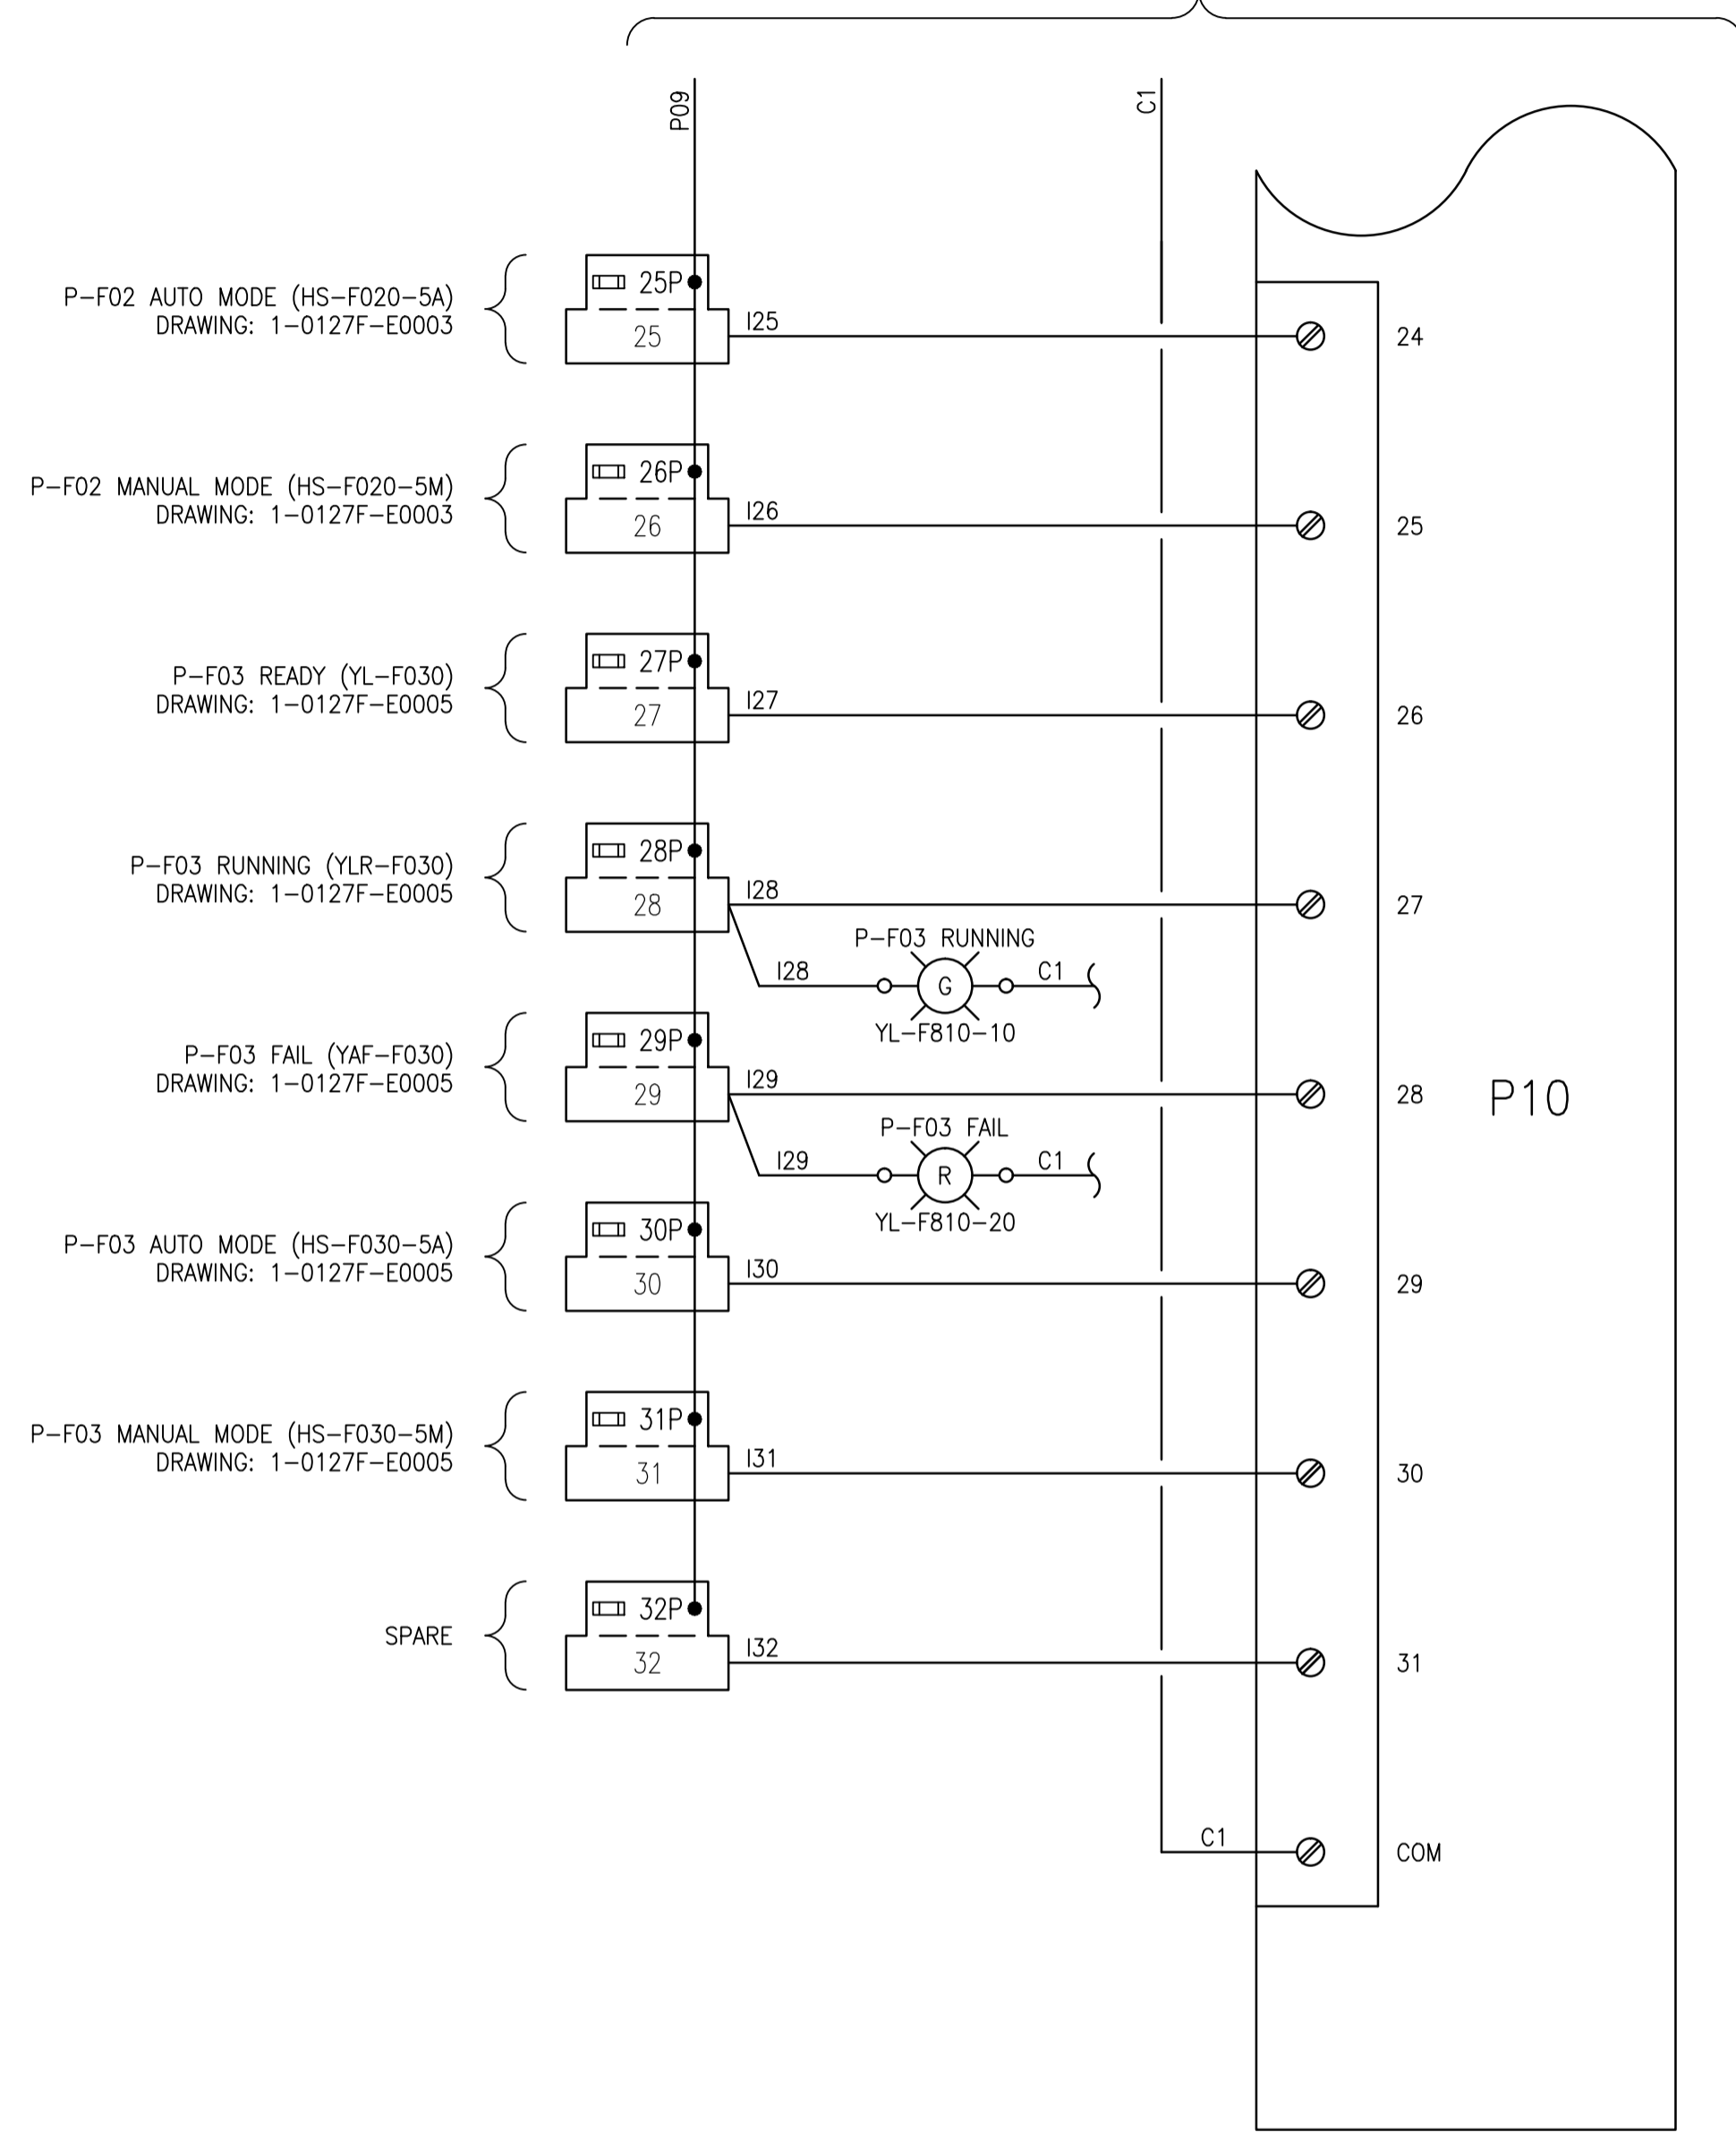 P09
C1
P-F02 AUTO MODE (HS-F020-5A)
DRAWING: 1-0127F-E0003
25P
25
I25
24
P-F02 MANUAL MODE (HS-F020-5M)
DRAWING: 1-0127F-E0003
26P
26
I26
25
P-F03 READY (YL-F030)
DRAWING: 1-0127F-E0005
27P
27
I27
26
P-F03 RUNNING (YLR-F030)
DRAWING: 1-0127F-E0005
28P
28
I28
27
P-F03 RUNNING
I28
G
C1
YL-F810-10
P-F03 FAIL (YAF-F030)
DRAWING: 1-0127F-E0005
29P
29
I29
28
P10
P-F03 FAIL
I29
R
C1
YL-F810-20
P-F03 AUTO MODE (HS-F030-5A)
DRAWING: 1-0127F-E0005
30P
30
I30
29
P-F03 MANUAL MODE (HS-F030-5M)
DRAWING: 1-0127F-E0005
31P
31
I31
30
SPARE
32P
32
I32
31
C1
COM